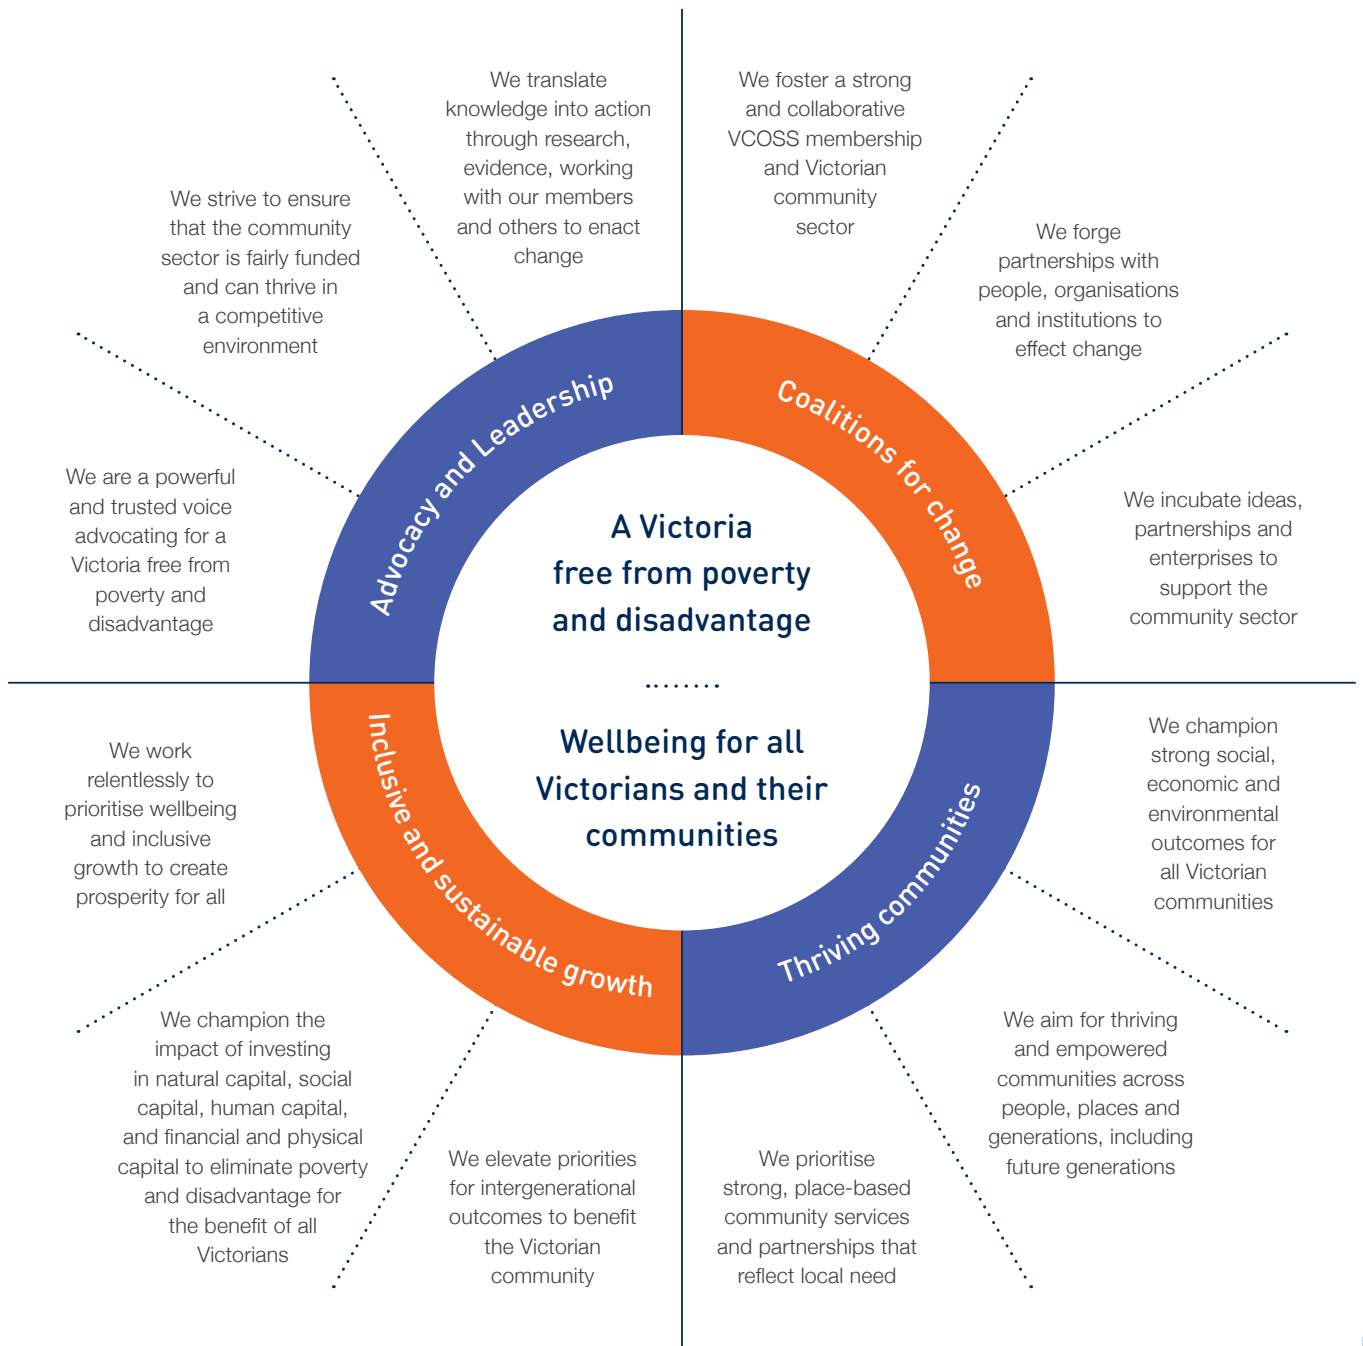 A Victoria
free from poverty
and disadvantage
Wellbeing for all
Victorians and their
communities
Advocacy and Leadership
We are a powerful
and trusted voice
advocating for a
Victoria free from
poverty and
disadvantage
We strive to ensure
that the community
sector is fairly funded
and can thrive in
a competitive
environment
We translate
knowledge into action
through research,
evidence, working
with our members
and others to enact
change
Coalitions for change
We foster a strong
and collaborative
VCOSS membership
and Victorian
community
sector
We forge
partnerships with
people, organisations
and institutions to
effect change
We incubate ideas,
partnerships and
enterprises to
support the
community sector
Thriving communities
We champion
strong social,
economic and
environmental
outcomes for
all Victorian
communities
We aim for thriving
and empowered
communities across
people, places and
generations, including
future generations
We prioritise
strong, place-based
community services
and partnerships that
reflect local need
Inclusive and sustainable growth
We elevate priorities
for intergenerational
outcomes to benefit
the Victorian
community
We champion the
impact of investing
in natural capital, social
capital, human capital,
and financial and physical
capital to eliminate poverty
and disadvantage for
the benefit of all
Victorians
We work
relentlessly to
prioritise wellbeing
and inclusive
growth to create
prosperity for all